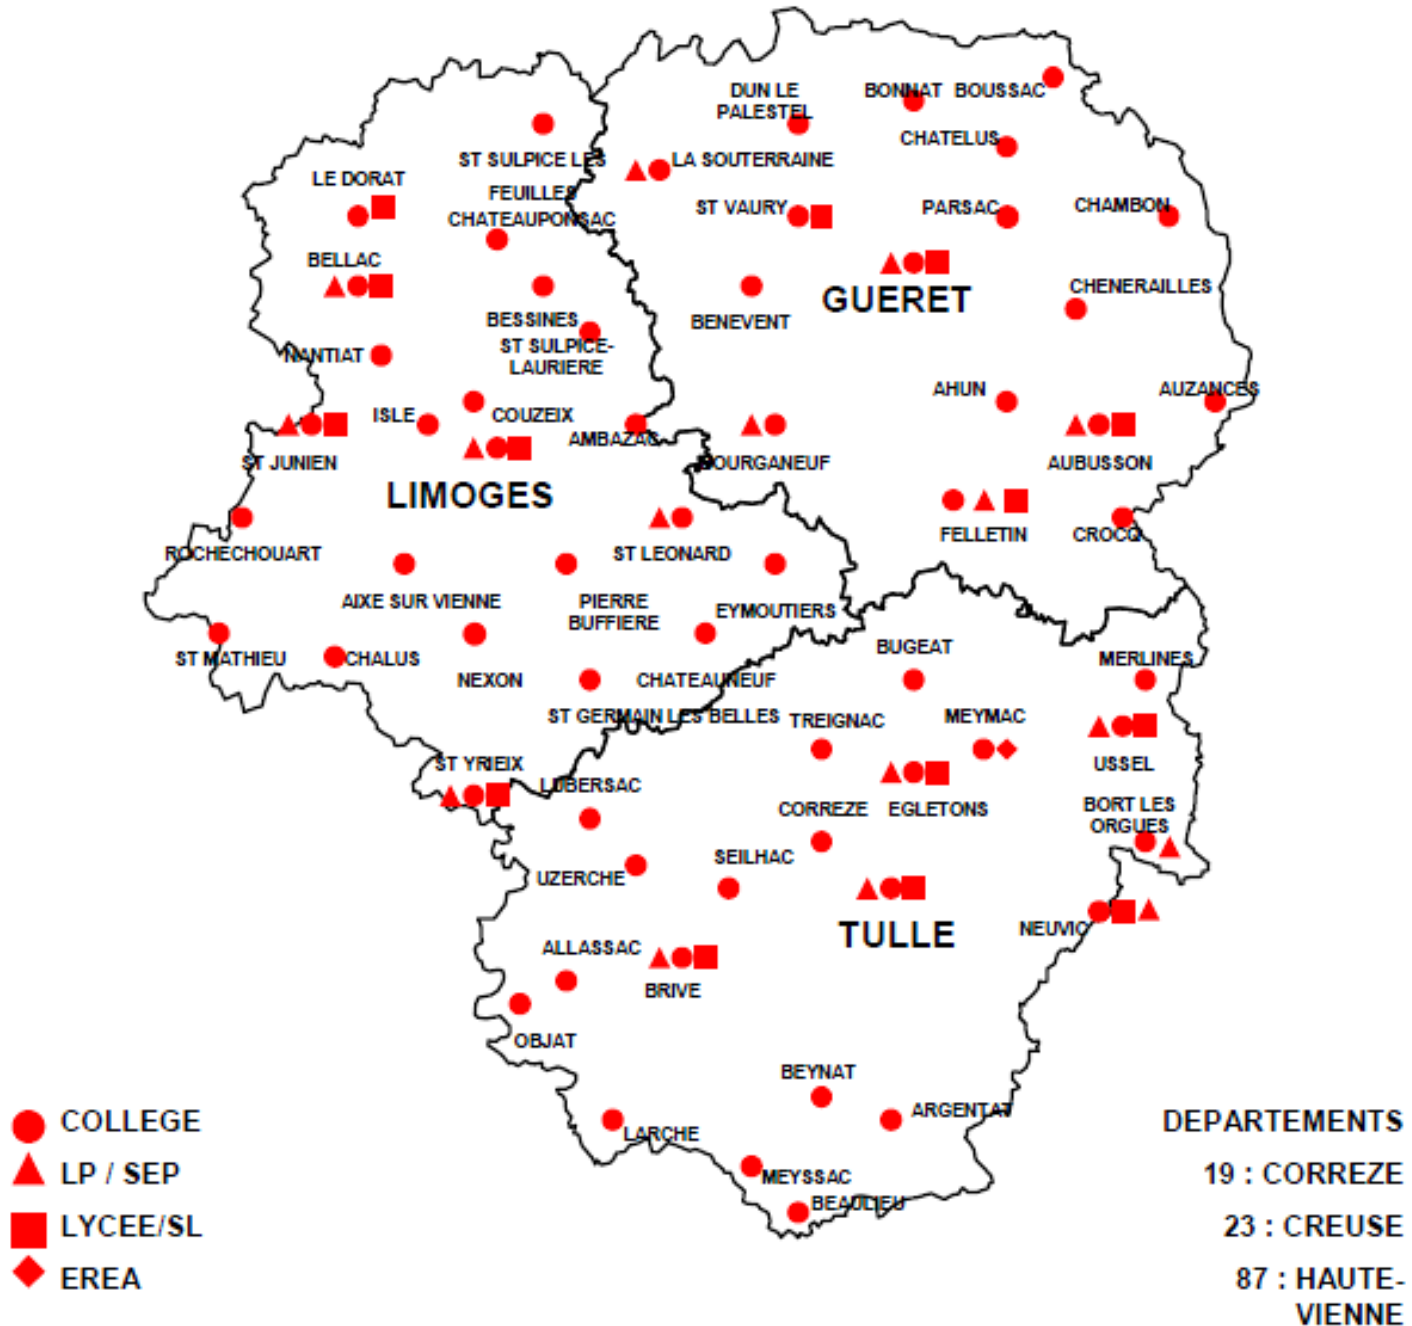 DUN LE
PALESTEL
BONNAT
BOUSSAC
CHATELUS
ST SULPICE LES
FEUILLES
LA SOUTERRAINE
LE DORAT
ST VAURY
PARSAC
CHAMBON
CHATEAUPONSAC
BELLAC
GUERET
CHENERAILLES
BESSINES
BENEVENT
ST SULPICE-
LAURIERE
NANTIAT
AHUN
AUZANCES
ISLE
COUZEIX
AMBAZAC
ST JUNIEN
BOURGANEUF
AUBUSSON
LIMOGES
FELLETIN
CROCQ
ROCHECHOUART
ST LEONARD
AIXE SUR VIENNE
PIERRE
BUFFIERE
EYMOUTIERS
BUGEAT
ST MATHIEU
CHALUS
MERLINES
NEXON
CHATEAUNEUF
ST GERMAIN LES BELLES
TREIGNAC
MEYMAC
ST YRIEIX
USSEL
LUBERSAC
CORREZE
EGLETONS
BORT LES
ORGUES
SEILHAC
UZERCHE
TULLE
NEUVIC
ALLASSAC
BRIVE
OBJAT
BEYNAT
ARGENTAT
LARCHE
MEYSSAC
BEAULIEU
COLLEGE
LP / SEP
LYCEE/SL
EREA
DEPARTEMENTS
19 : CORREZE
23 : CREUSE
87 : HAUTE-
VIENNE